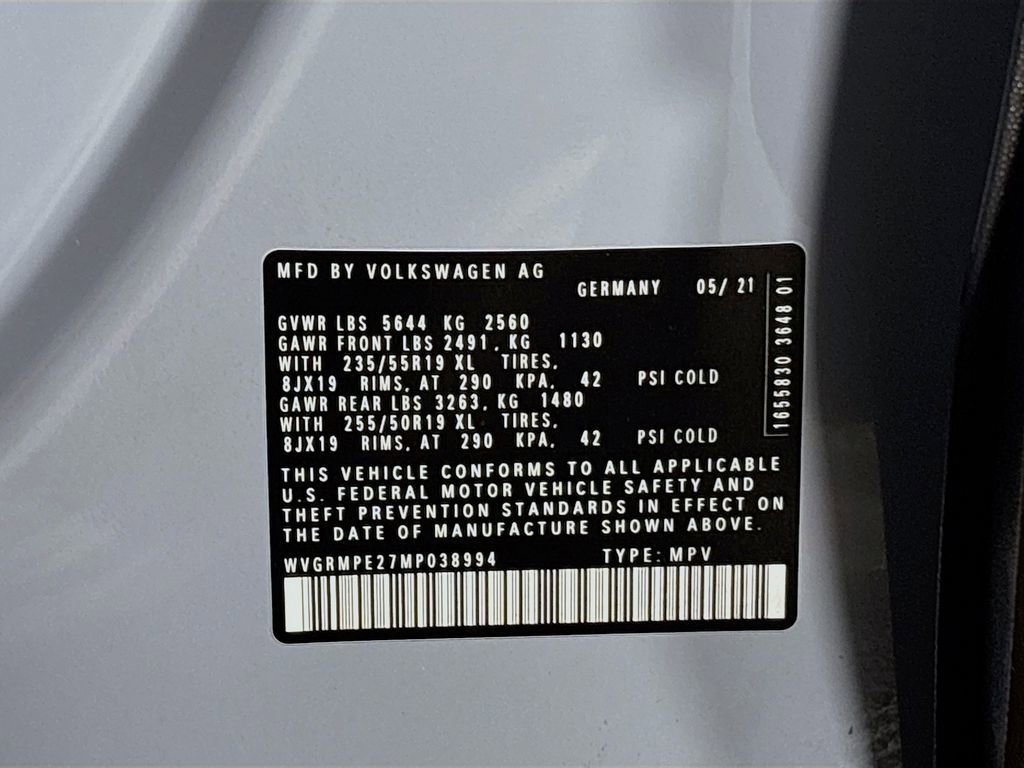 MFD BY VOLKSWAGEN AG
GERMANY 05/ 21
GVWR LBS 5644 KG 2560
GAWR FRONT LBS 2491, KG 1130
WITH 235/55R19 XL TIRES,
8JX19 RIMS, AT 290 KPA, 42 PSI COLD
GAWR REAR LBS 3263, KG 1480
WITH 255/50R19 XL TIRES,
8JX19 RIMS, AT 290 KPA, 42 PSI COLD
THIS VEHICLE CONFORMS TO ALL APPLICABLE
U.S. FEDERAL MOTOR VEHICLE SAFETY AND
THEFT PREVENTION STANDARDS IN EFFECT ON
THE DATE OF MANUFACTURE SHOWN ABOVE.
WVGRMPE27MP038994 TYPE: MPV
1655830 3648 01